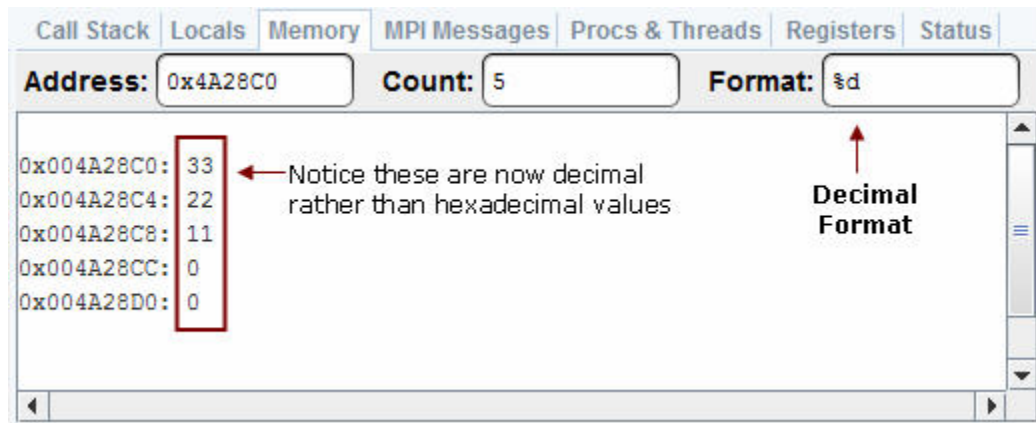 Call Stack Locals Memory MPI Messages Procs & Threads Registers Status
Address: 0x4A28C0 Count: 5 Format: %d
0x004A28C0: 33
0x004A28C4: 22
0x004A28C8: 11
0x004A28CC: 0
0x004A28D0: 0
Notice these are now decimal
rather than hexadecimal values
Decimal
Format